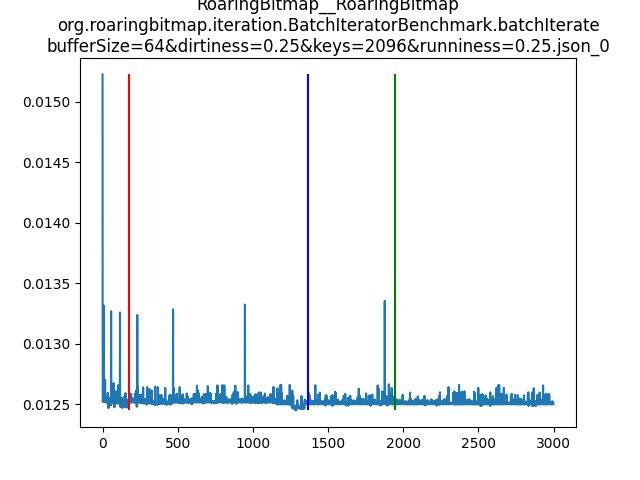 RoaringBitmap__RoaringBitmap
org.roaringbitmap.iteration.BatchIteratorBenchmark.batchIterate
bufferSize=64&dirtiness=0.25&keys=2096&runniness=0.25.json_0
0.0150
0.0145
0.0140
0.0135
0.0130
0.0125
0 500 1000 1500 2000 2500 3000